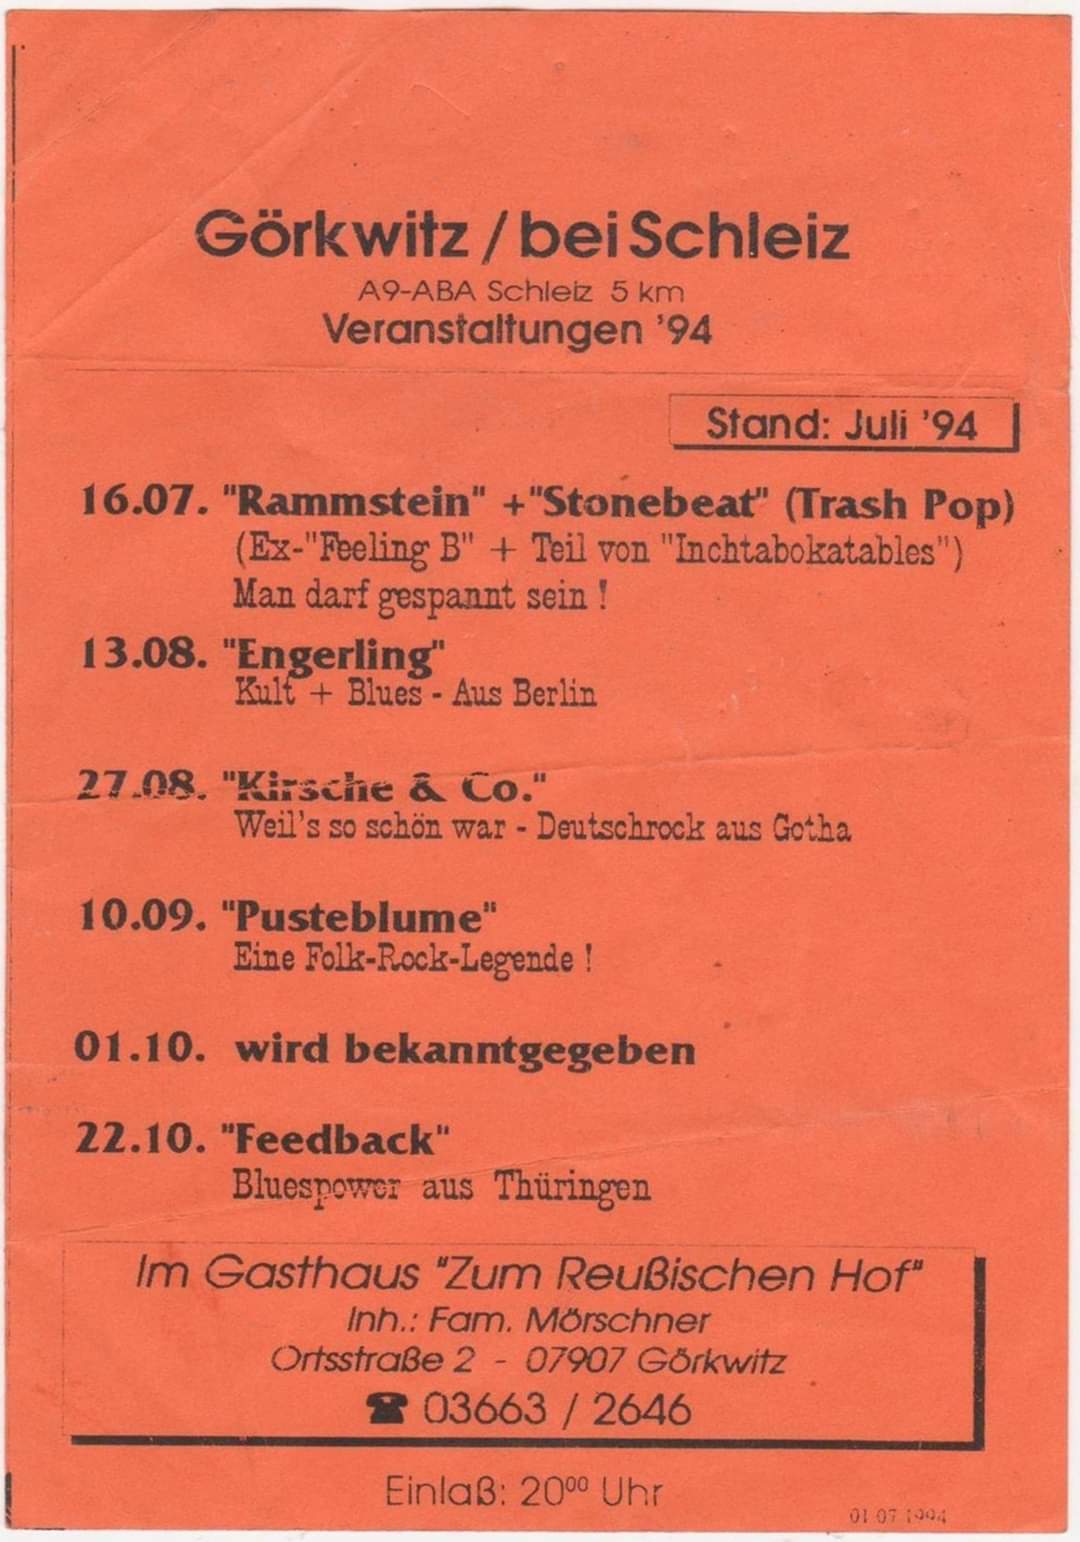 Görkwitz / bei Schleiz
A9-ABA Schleiz 5 km
Veranstaltungen '94
Stand: Juli '94
16.07. "Rammstein" +"Stonebeat" (Trash Pop)
(Ex-"Feeling B" + Teil von "Inchtabokatables")
Man darf gespannt sein !
13.08. "Engerling"
Kult + Blues - Aus Berlin
27.08. "Kirsche & Co."
Weil's so schön war - Deutschrock aus Gotha
10.09. "Pusteblume"
Eine Folk-Rock-Legende !
01.10. wird bekanntgegeben
22.10. "Feedback"
Bluespower aus Thüringen
Im Gasthaus "Zum Reußischen Hof"
Inh.: Fam. Mörschner
Ortsstraße 2 - 07907 Görkwitz
☎ 03663 / 2646
Einlaß: 20⁰⁰ Uhr
01.07.1994